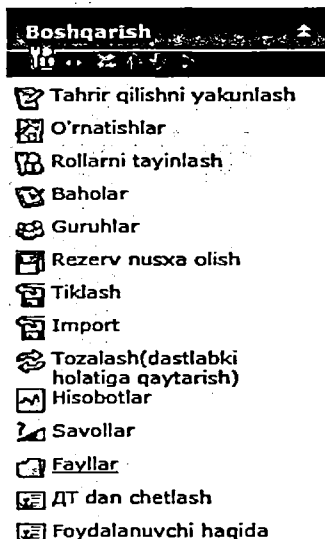 Boshqarish
Tahrir qilishni yakunlash
O'rnatishlar
Rollarni tayinlash
Baholar
Guruhlar
Rezerv nusxa olish
Tiklash
Import
Tozalash(dastlabki
holatiga qaytarish)
Hisobotlar
Savollar
Fayllar
ДТ dan chetlash
Foydalanuvchi haqida